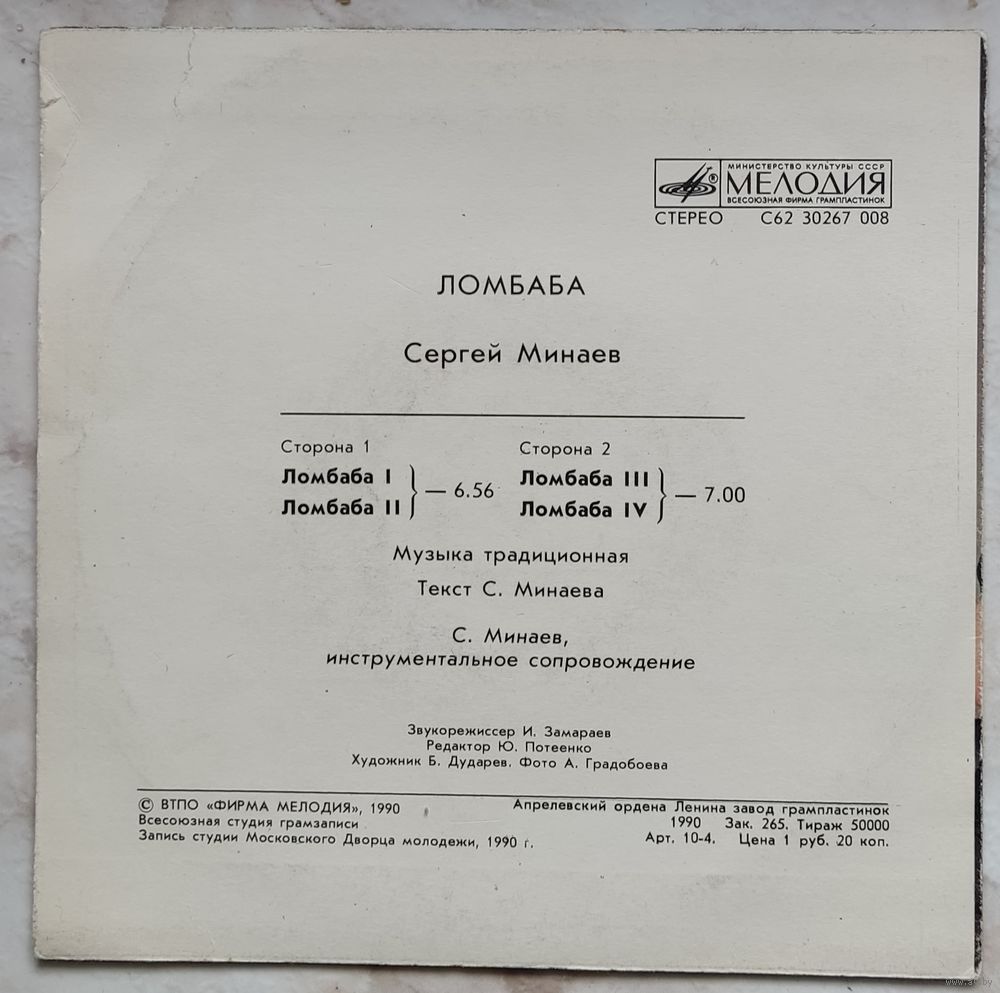 МИНИСТЕРСТВО КУЛЬТУРЫ СССР
МЕЛОДИЯ
ВСЕСОЮЗНАЯ ФИРМА ГРАМПЛАСТИНОК
СТЕРЕО С62 30267 008
ЛОМБАБА
Сергей Минаев
Сторона 1
Ломбаба I
Ломбаба II
— 6.56
Сторона 2
Ломбаба III
Ломбаба IV
— 7.00
Музыка традиционная
Текст С. Минаева
С. Минаев,
инструментальное сопровождение
Звукорежиссер И. Замараев
Редактор Ю. Потеенко
Художник Б. Дударев. Фото А. Градобоева
© ВТПО «ФИРМА МЕЛОДИЯ», 1990
Всесоюзная студия грамзаписи
Запись студии Московского Дворца молодежи, 1990 г.
Апрелевский ордена Ленина завод грампластинок
1990 Зак. 265. Тираж 50000
Арт. 10-4. Цена 1 руб. 20 коп.